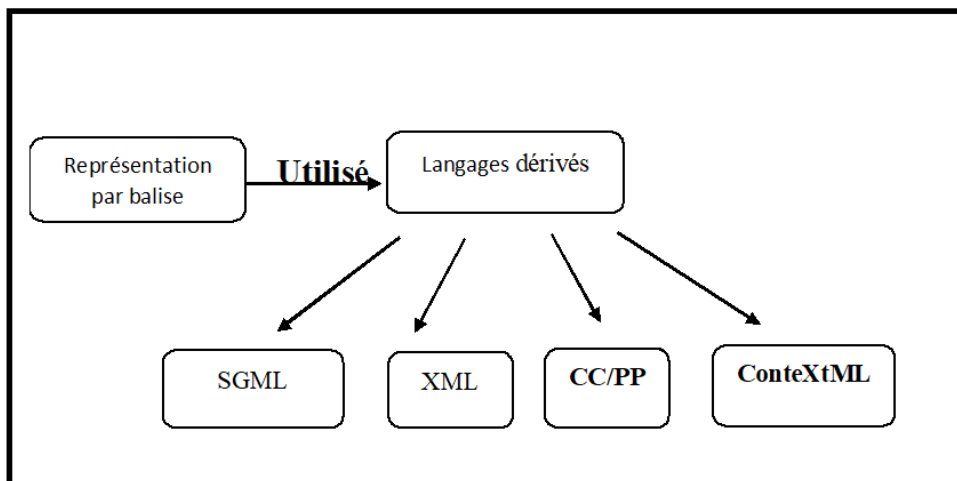 Représentation
par balise
Utilisé
Langages dérivés
SGML
XML
CC/PP
ConteXtML